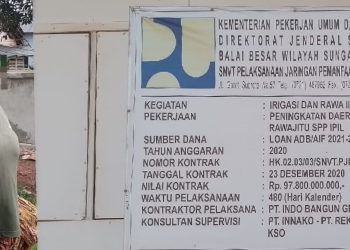 KEMENTERIAN PEKERJAN UMUM D
DIREKTORAT JENDERAL S
BALAI BESAR WILAYAH SUNGA
SNVT PELAKSANAAN JARINGAN PEMANFAA
KEGIATAN : IRIGASI DAN RAWA II
PEKERJAAN : PENINGKATAN DAER
RAWAJITU SPP IPIL
SUMBER DANA : LOAN ADB/AIF 2021-2
TAHUN ANGGARAN : 2020
NOMOR KONTRAK : HK.02.03/03/SNVT.PJ
TANGGAL KONTRAK : 23 DESEMBER 2020
NILAI KONTRAK : Rp. 97.800.000.000,-
WAKTU PELAKSANAAN : 480 (Hari Kalender)
KONTRAKTOR PELAKSANA : PT. INDO BANGUN G
KONSULTAN SUPERVISI : PT. INNAKO - PT. REK
KSO